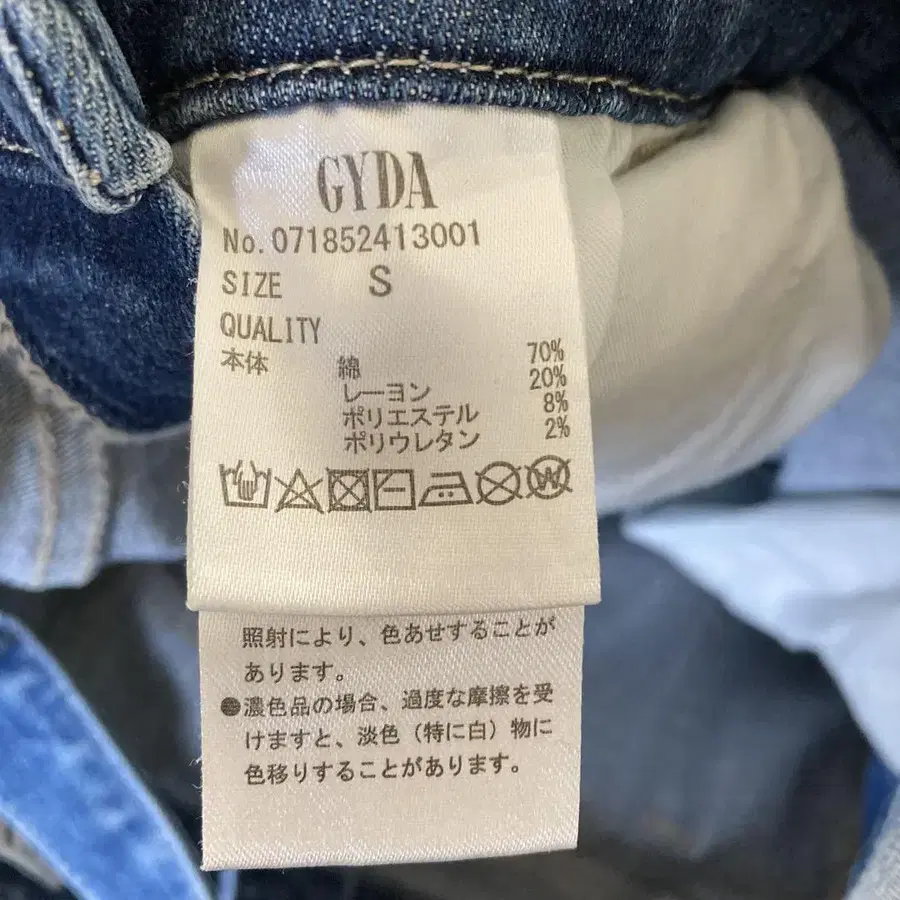 GYDA
No.071852413001
SIZE S
QUALITY
本体 綿 70%
レーヨン 20%
ポリエステル 8%
ポリウレタン 2%
W
照射により、色あせすることが
あります。
●濃色品の場合、過度な摩擦を受
けますと、淡色（特に白）物に
色移りすることがあります。